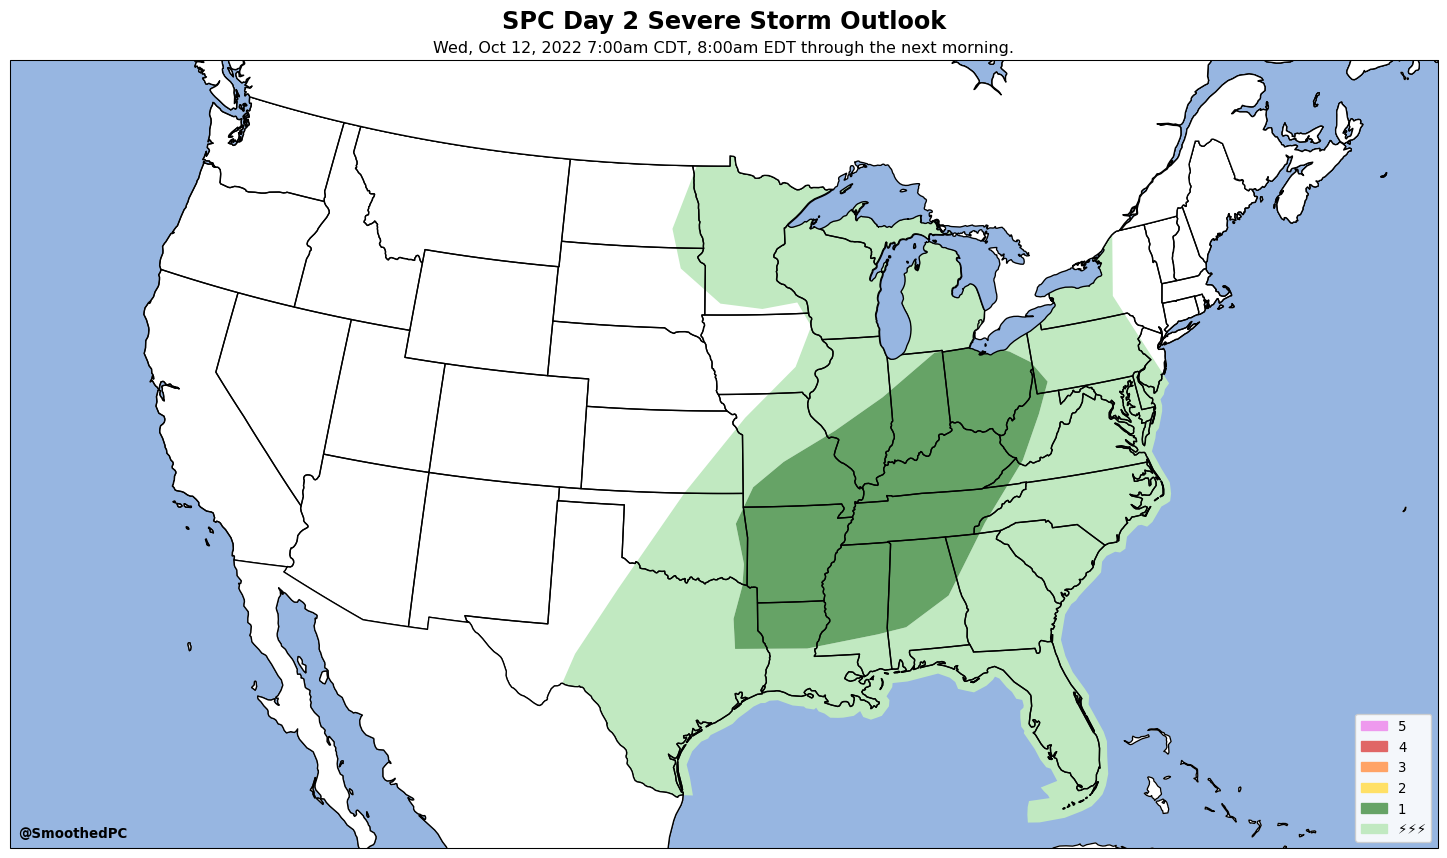 SPC Day 2 Severe Storm Outlook
Wed, Oct 12, 2022 7:00am CDT, 8:00am EDT through the next morning.
5
4
3
2
1
⚡⚡⚡
@SmoothedPC